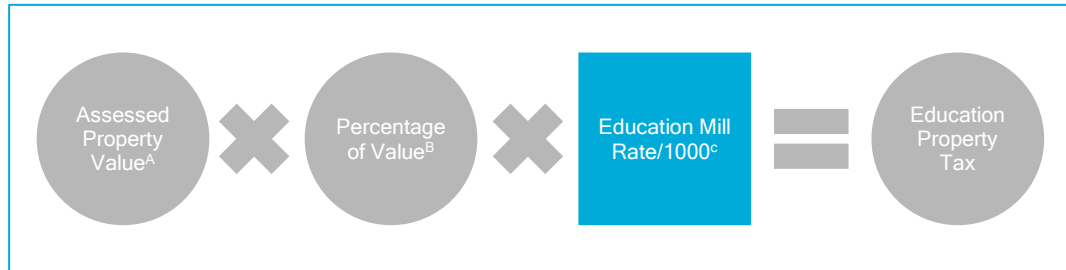 Assessed
Property
Valueᴬ
Percentage
of Valueᴮ
Education Mill
Rate/1000ᶜ
Education
Property
Tax